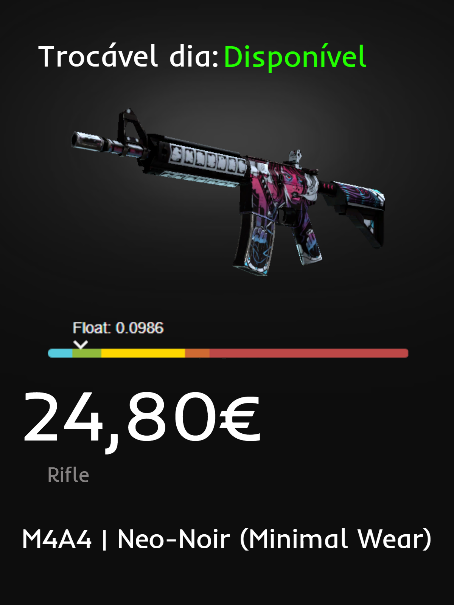 Trocável dia: Disponível
Float: 0.0986
24,80€
Rifle
M4A4 | Neo-Noir (Minimal Wear)